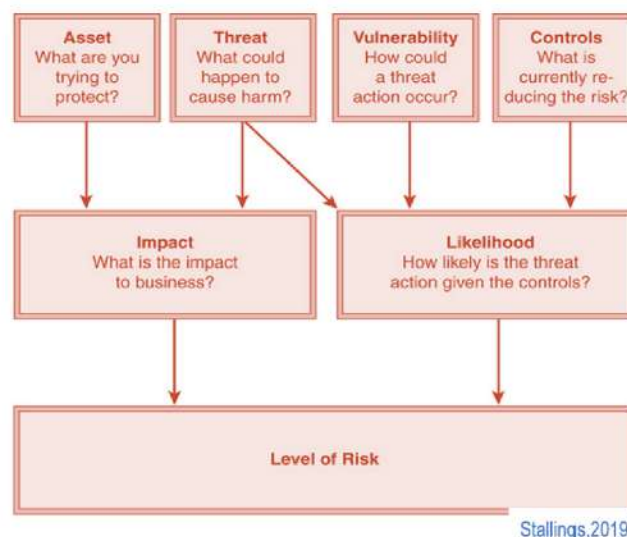 Asset
What are you
trying to
protect?
Threat
What could
happen to
cause harm?
Vulnerability
How could
a threat
action occur?
Controls
What is
currently re-
ducing the risk?
Impact
What is the impact
to business?
Likelihood
How likely is the threat
action given the controls?
Level of Risk
Stallings,2019